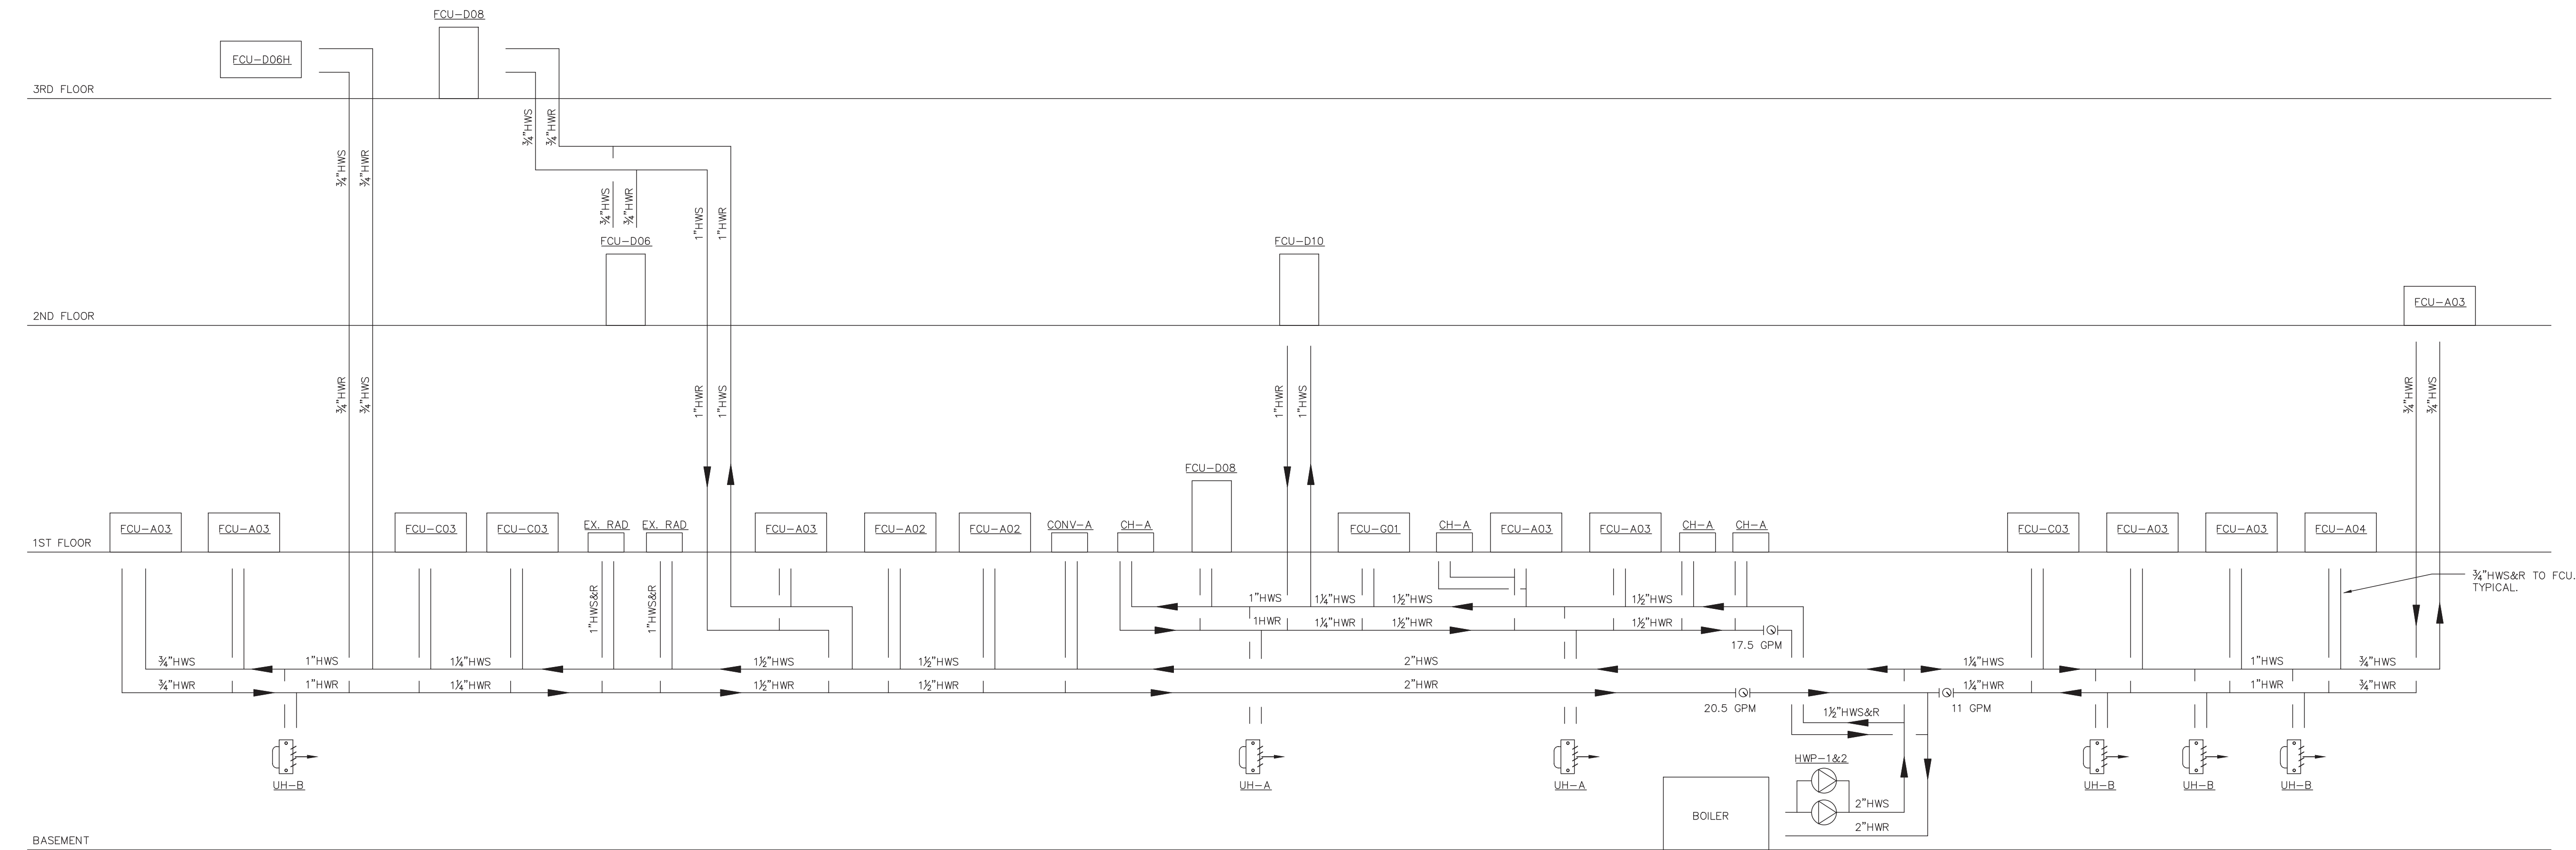 FCU-D08
FCU-D06H
3RD FLOOR
¾"HWS
¾"HWR
¾"HWS
¾"HWR
¾"HWS
¾"HWR
1"HWS
1"HWR
FCU-D06
FCU-D10
2ND FLOOR
FCU-A03
¾"HWR
¾"HWS
1"HWR
1"HWS
1"HWR
1"HWS
¾"HWR
¾"HWS
FCU-D08
1ST FLOOR
FCU-A03
FCU-A03
FCU-C03
FCU-C03
EX. RAD
EX. RAD
FCU-A03
FCU-A02
FCU-A02
CONV-A
CH-A
FCU-G01
CH-A
FCU-A03
FCU-A03
CH-A
CH-A
FCU-C03
FCU-A03
FCU-A03
FCU-A04
¾"HWS&R TO FCU.
TYPICAL.
1"HWS&R
1"HWS&R
1"HWS
1¼"HWS
1½"HWS
1½"HWS
1HWR
1¼"HWR
1½"HWR
1½"HWR
17.5 GPM
¾"HWS
1"HWS
1¼"HWS
1½"HWS
1½"HWS
2"HWS
1¼"HWS
1"HWS
¾"HWS
¾"HWR
1"HWR
1¼"HWR
1½"HWR
1½"HWR
2"HWR
1¼"HWR
1"HWR
¾"HWR
20.5 GPM
11 GPM
1½"HWS&R
HWP-1&2
UH-B
UH-A
UH-A
UH-B
UH-B
UH-B
2"HWS
BOILER
2"HWR
BASEMENT